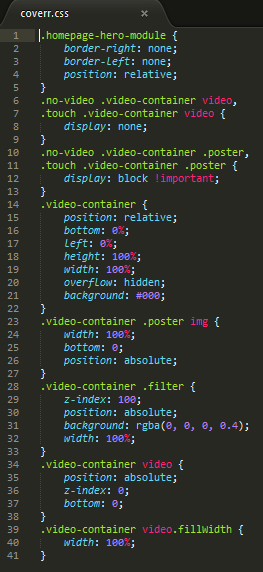 coverr.css ×
1 .homepage-hero-module {
2 border-right: none;
3 border-left: none;
4 position: relative;
5 }
6 .no-video .video-container video,
7 .touch .video-container video {
8 display: none;
9 }
10 .no-video .video-container .poster,
11 .touch .video-container .poster {
12 display: block !important;
13 }
14 .video-container {
15 position: relative;
16 bottom: 0%;
17 left: 0%;
18 height: 100%;
19 width: 100%;
20 overflow: hidden;
21 background: #000;
22 }
23 .video-container .poster img {
24 width: 100%;
25 bottom: 0;
26 position: absolute;
27 }
28 .video-container .filter {
29 z-index: 100;
30 position: absolute;
31 background: rgba(0, 0, 0, 0.4);
32 width: 100%;
33 }
34 .video-container video {
35 position: absolute;
36 z-index: 0;
37 bottom: 0;
38 }
39 .video-container video.fillWidth {
40 width: 100%;
41 }